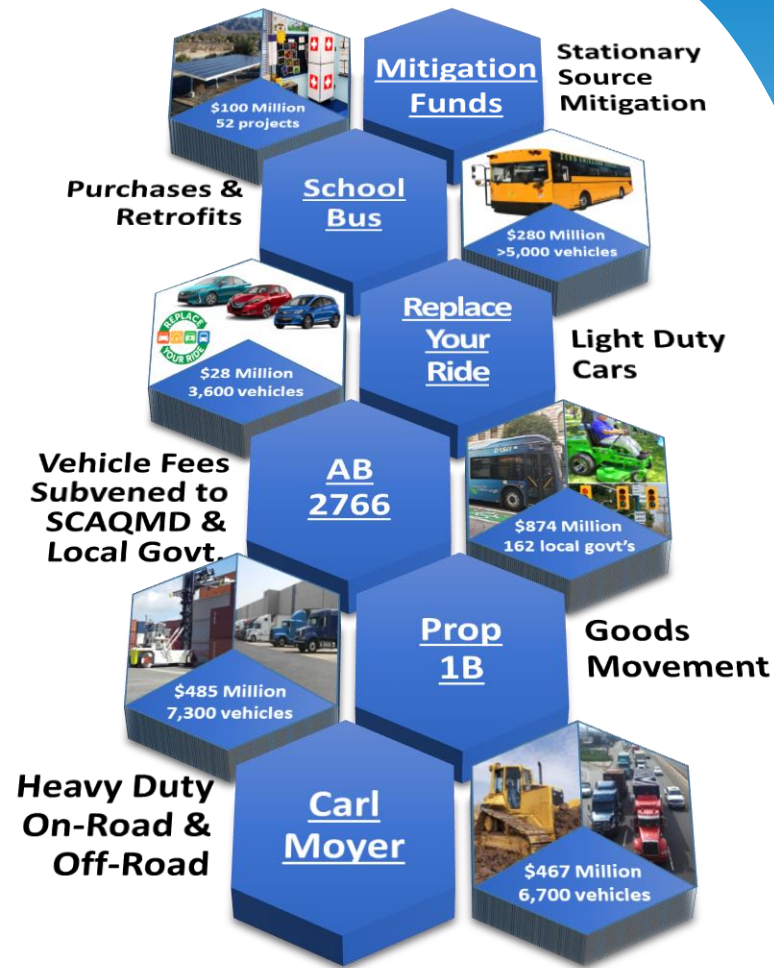 $100 Million
52 projects
Mitigation
Funds
Stationary
Source
Mitigation
Purchases &
Retrofits
School
Bus
$280 Million
>5,000 vehicles
REPLACE
YOUR RIDE
$28 Million
3,600 vehicles
Replace
Your
Ride
Light Duty
Cars
Vehicle Fees
Subvened to
SCAQMD &
Local Govt.
AB
2766
$874 Million
162 local govt's
$485 Million
7,300 vehicles
Prop
1B
Goods
Movement
Heavy Duty
On-Road &
Off-Road
Carl
Moyer
$467 Million
6,700 vehicles